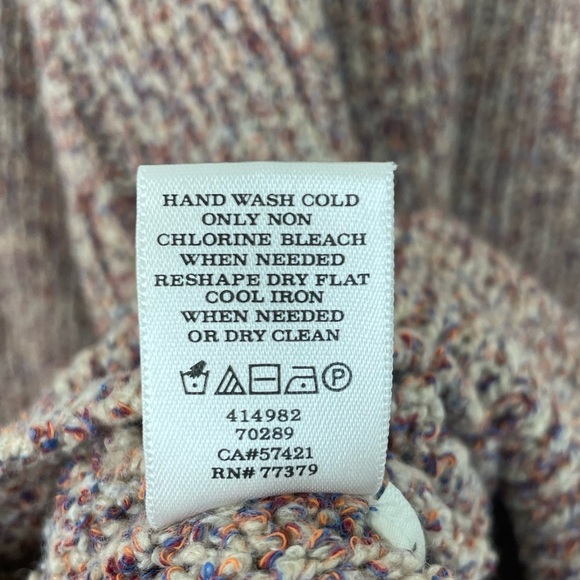 HAND WASH COLD
ONLY NON
CHLORINE BLEACH
WHEN NEEDED
RESHAPE DRY FLAT
COOL IRON
WHEN NEEDED
OR DRY CLEAN
P
414982
70289
CA#57421
RN# 77379